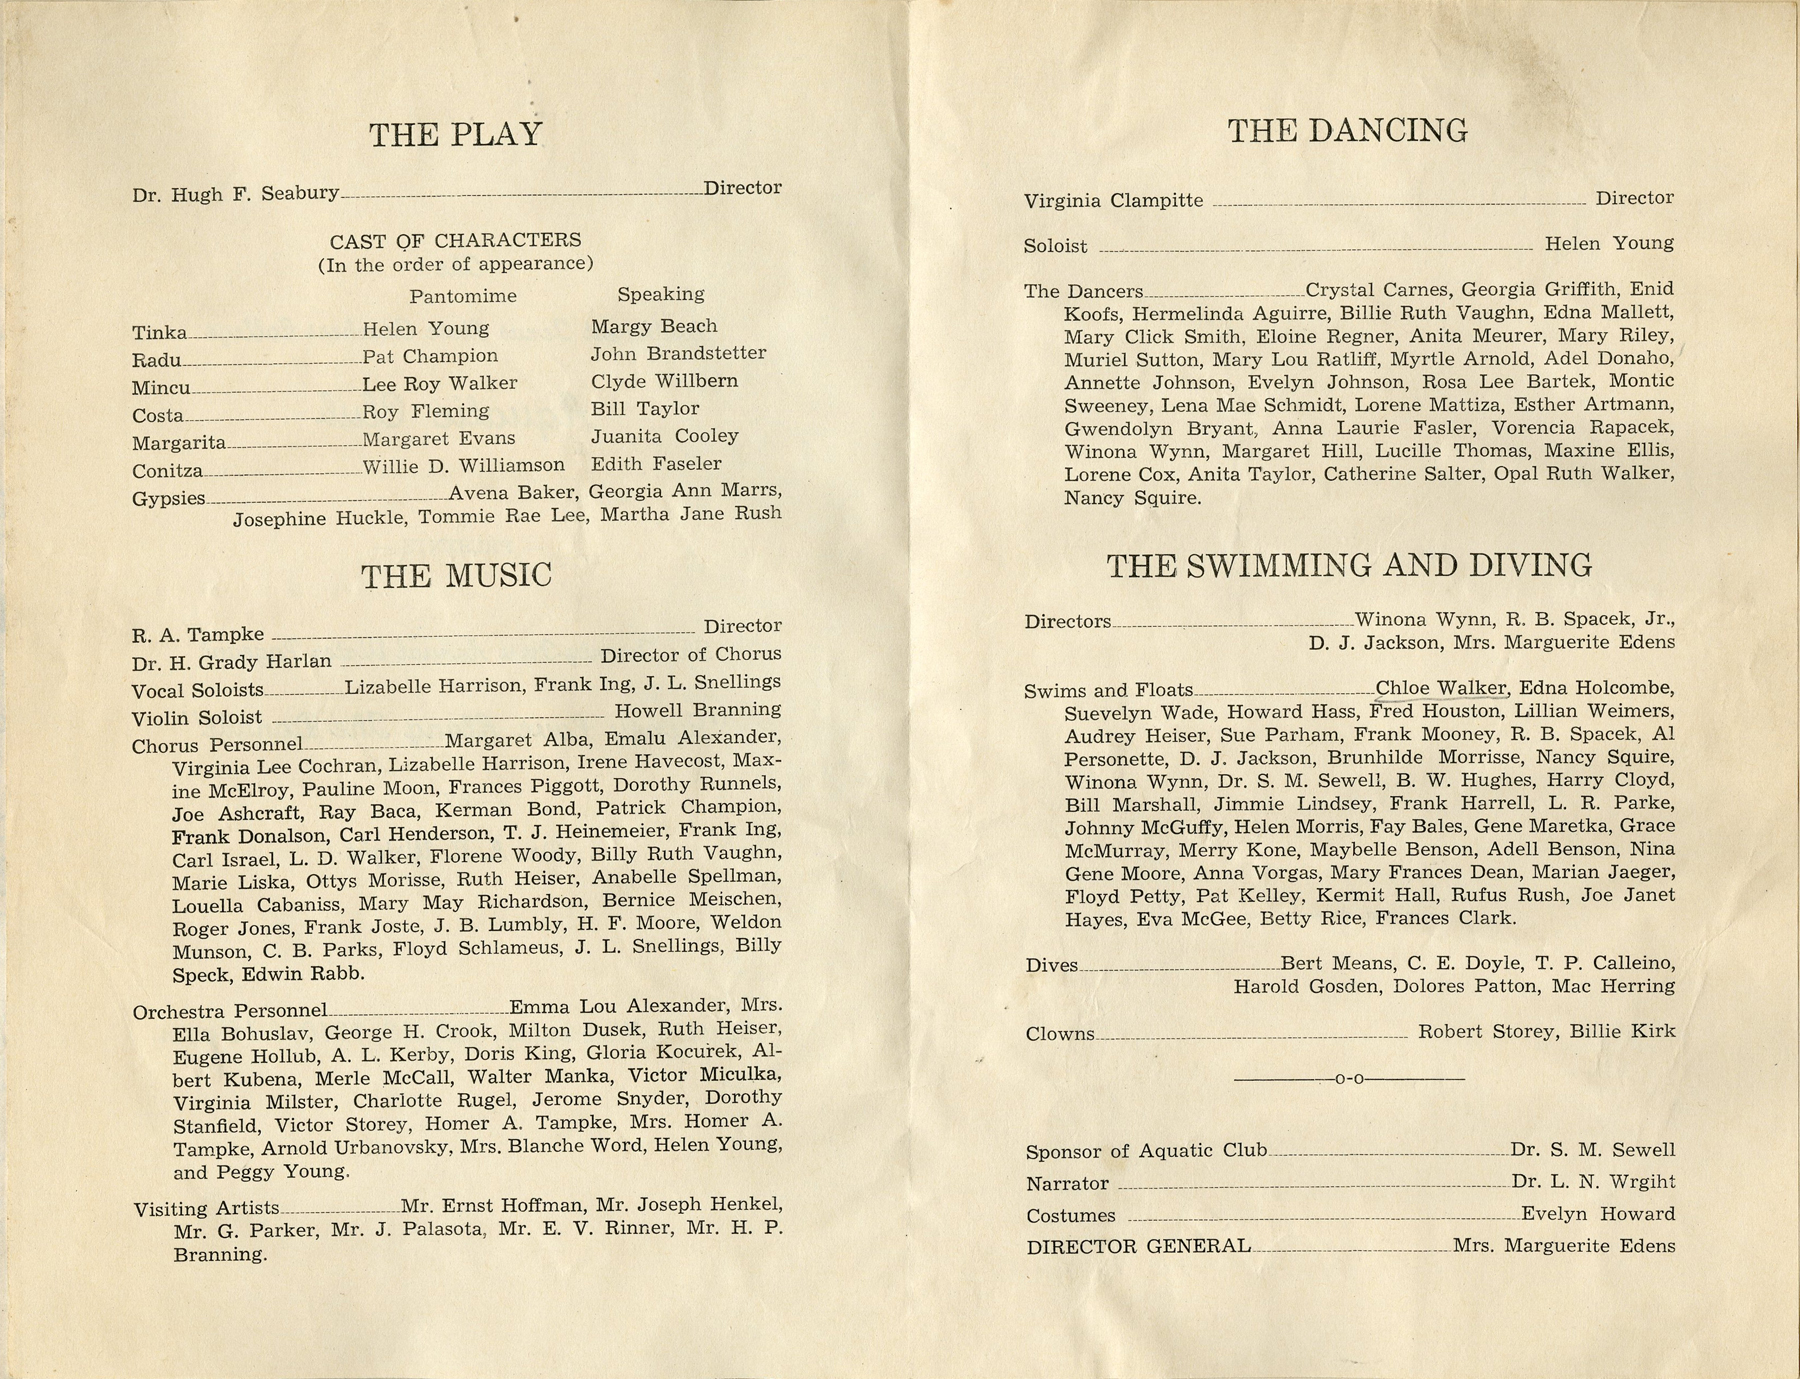 THE PLAY
Dr. Hugh F. Seabury Director
CAST OF CHARACTERS
(In the order of appearance)
Pantomime Speaking
Tinka Helen Young Margy Beach
Radu Pat Champion John Brandstetter
Mincu Lee Roy Walker Clyde Willbern
Costa Roy Fleming Bill Taylor
Margarita Margaret Evans Juanita Cooley
Conitza Willie D. Williamson Edith Faseler
Gypsies Avena Baker, Georgia Ann Marrs,
Josephine Huckle, Tommie Rae Lee, Martha Jane Rush
THE MUSIC
R. A. Tampke Director
Dr. H. Grady Harlan Director of Chorus
Vocal Soloists Lizabelle Harrison, Frank Ing, J. L. Snellings
Violin Soloist Howell Branning
Chorus Personnel Margaret Alba, Emalu Alexander,
Virginia Lee Cochran, Lizabelle Harrison, Irene Havecost, Max-
ine McElroy, Pauline Moon, Frances Piggott, Dorothy Runnels,
Joe Ashcraft, Ray Baca, Kerman Bond, Patrick Champion,
Frank Donalson, Carl Henderson, T. J. Heinemeier, Frank Ing,
Carl Israel, L. D. Walker, Florene Woody, Billy Ruth Vaughn,
Marie Liska, Ottys Morisse, Ruth Heiser, Anabelle Spellman,
Louella Cabaniss, Mary May Richardson, Bernice Meischen,
Roger Jones, Frank Joste, J. B. Lumbly, H. F. Moore, Weldon
Munson, C. B. Parks, Floyd Schlameus, J. L. Snellings, Billy
Speck, Edwin Rabb.
Orchestra Personnel Emma Lou Alexander, Mrs.
Ella Bohuslav, George H. Crook, Milton Dusek, Ruth Heiser,
Eugene Hollub, A. L. Kerby, Doris King, Gloria Kocurek, Al-
bert Kubena, Merle McCall, Walter Manka, Victor Miculka,
Virginia Milster, Charlotte Rugel, Jerome Snyder, Dorothy
Stanfield, Victor Storey, Homer A. Tampke, Mrs. Homer A.
Tampke, Arnold Urbanovsky, Mrs. Blanche Word, Helen Young,
and Peggy Young.
Visiting Artists Mr. Ernst Hoffman, Mr. Joseph Henkel,
Mr. G. Parker, Mr. J. Palasota, Mr. E. V. Rinner, Mr. H. P.
Branning.
THE DANCING
Virginia Clampitte Director
Soloist Helen Young
The Dancers Crystal Carnes, Georgia Griffith, Enid
Koofs, Hermelinda Aguirre, Billie Ruth Vaughn, Edna Mallett,
Mary Click Smith, Eloine Regner, Anita Meurer, Mary Riley,
Muriel Sutton, Mary Lou Ratliff, Myrtle Arnold, Adel Donaho,
Annette Johnson, Evelyn Johnson, Rosa Lee Bartek, Montic
Sweeney, Lena Mae Schmidt, Lorene Mattiza, Esther Artmann,
Gwendolyn Bryant, Anna Laurie Fasler, Vorencia Rapacek,
Winona Wynn, Margaret Hill, Lucille Thomas, Maxine Ellis,
Lorene Cox, Anita Taylor, Catherine Salter, Opal Ruth Walker,
Nancy Squire.
THE SWIMMING AND DIVING
Directors Winona Wynn, R. B. Spacek, Jr.,
D. J. Jackson, Mrs. Marguerite Edens
Swims and Floats Chloe Walker, Edna Holcombe,
Suevelyn Wade, Howard Hass, Fred Houston, Lillian Weimers,
Audrey Heiser, Sue Parham, Frank Mooney, R. B. Spacek, Al
Personette, D. J. Jackson, Brunhilde Morrisse, Nancy Squire,
Winona Wynn, Dr. S. M. Sewell, B. W. Hughes, Harry Cloyd,
Bill Marshall, Jimmie Lindsey, Frank Harrell, L. R. Parke,
Johnny McGuffy, Helen Morris, Fay Bales, Gene Maretka, Grace
McMurray, Merry Kone, Maybelle Benson, Adell Benson, Nina
Gene Moore, Anna Vorgas, Mary Frances Dean, Marian Jaeger,
Floyd Petty, Pat Kelley, Kermit Hall, Rufus Rush, Joe Janet
Hayes, Eva McGee, Betty Rice, Frances Clark.
Dives Bert Means, C. E. Doyle, T. P. Calleino,
Harold Gosden, Dolores Patton, Mac Herring
Clowns Robert Storey, Billie Kirk
o-o
Sponsor of Aquatic Club Dr. S. M. Sewell
Narrator Dr. L. N. Wrgiht
Costumes Evelyn Howard
DIRECTOR GENERAL Mrs. Marguerite Edens